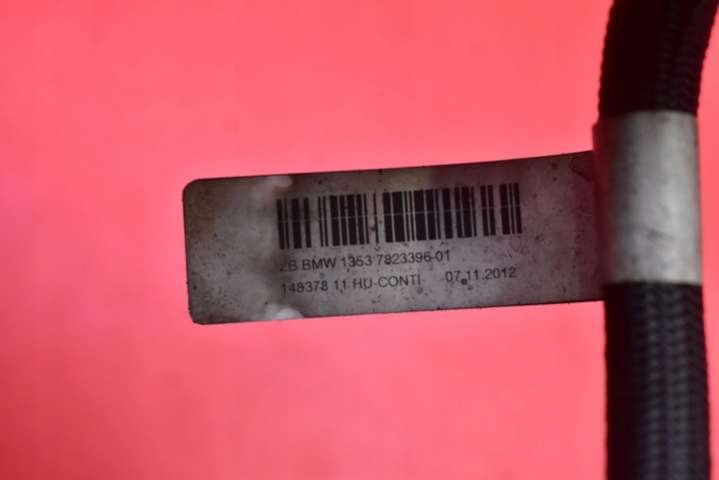 ZB BMW 1353 7823396-01
148378 11 HU-CONTI 07.11.2012